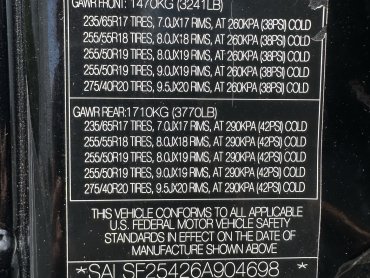 GAWR FRONT: 1470KG (3241LB)
235/65R17 TIRES, 7.0JX17 RIMS, AT 260KPA (38PSI) COLD
255/55R18 TIRES, 8.0JX18 RIMS, AT 260KPA (38PSI) COLD
255/50R19 TIRES, 8.0JX19 RIMS, AT 260KPA (38PSI) COLD
255/50R19 TIRES, 9.0JX19 RIMS, AT 260KPA (38PSI) COLD
275/40R20 TIRES, 9.5JX20 RIMS, AT 260KPA (38PSI) COLD
GAWR REAR:1710KG (3770LB)
235/65R17 TIRES, 7.0JX17 RIMS, AT 290KPA (42PSI) COLD
255/55R18 TIRES, 8.0JX18 RIMS, AT 290KPA (42PSI) COLD
255/50R19 TIRES, 8.0JX19 RIMS, AT 290KPA (42PSI) COLD
255/50R19 TIRES, 9.0JX19 RIMS, AT 290KPA (42PSI) COLD
275/40R20 TIRES, 9.5JX20 RIMS, AT 290KPA (42PSI) COLD
THIS VEHICLE CONFORMS TO ALL APPLICABLE
U.S. FEDERAL MOTOR VEHICLE SAFETY
STANDARDS IN EFFECT ON THE DATE OF
MANUFACTURE SHOWN ABOVE
*SALSF25426A904698*